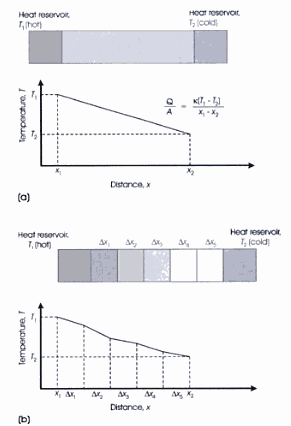 Heat reservoir,
T₁ (hot)
Heat reservoir,
T₂ (cold)
Temperature, T
T₁
T₂
Q/A = κ(T₁ - T₂)/(x₁ - x₂)
x₁
x₂
Distance, x
(a)
Heat reservoir,
T₁ (hot)
Δx₁
Δx₂
Δx₃
Δx₄
Δx₅
Heat reservoir,
T₂ (cold)
Temperature, T
T₁
T₂
x₁
Δx₁
Δx₂
Δx₃
Δx₄
Δx₅
x₂
Distance, x
(b)